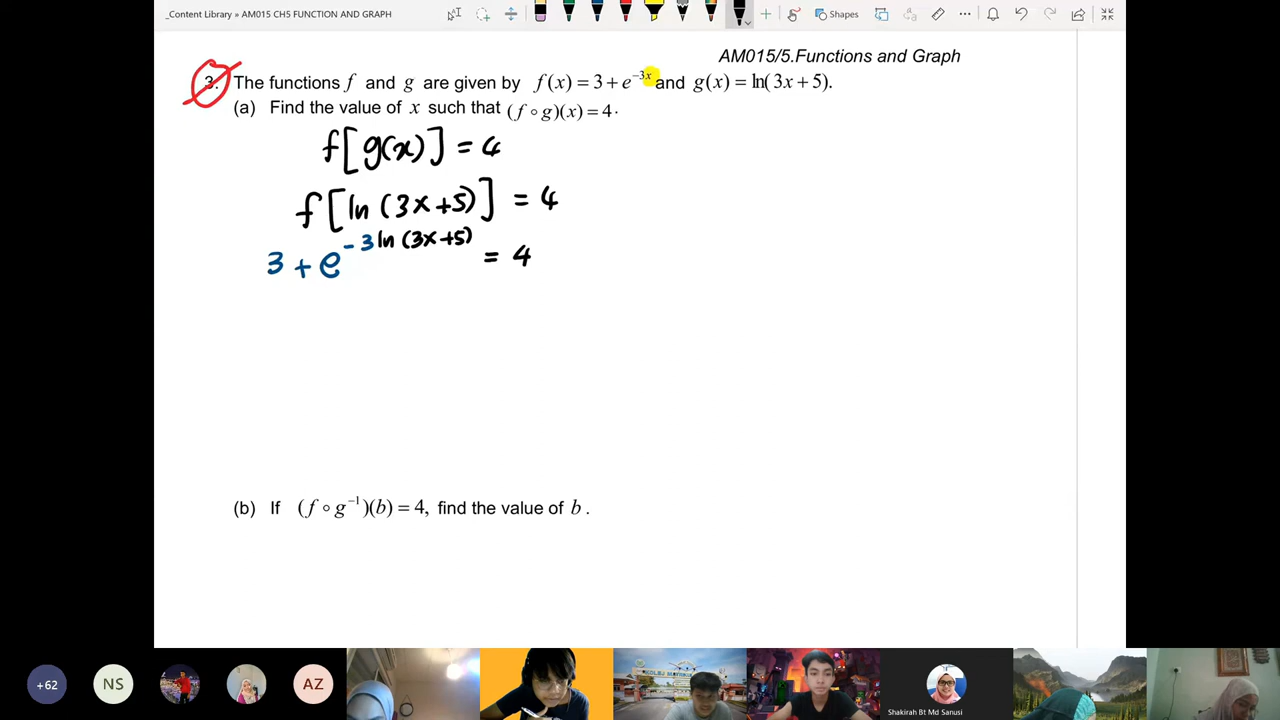 _Content Library » AM015 CH5 FUNCTION AND GRAPH
Shapes
AM015/5.Functions and Graph
3. The functions f and g are given by f(x) = 3 + e^{-3x} and g(x) = ln(3x + 5).
(a) Find the value of x such that (f ∘ g)(x) = 4.
f[g(x)] = 4
f[ln(3x+5)] = 4
3 + e^{-3 ln(3x+5)} = 4
(b) If (f ∘ g^{-1})(b) = 4, find the value of b.
+62
NS
AZ
Shakirah Bt Md Sanusi